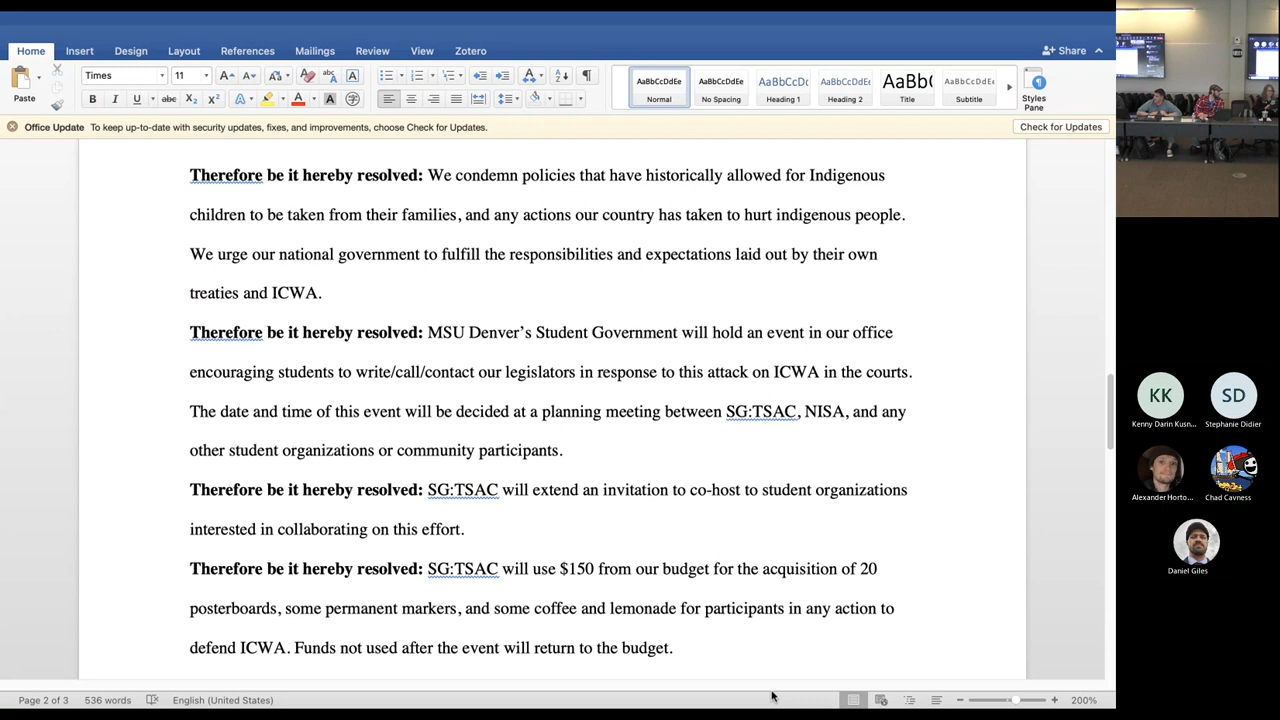 Home Insert Design Layout References Mailings Review View Zotero Share
Paste Times 11 AaBbCcDdEe AaBbCcDdEe AaBbCcDc AaBbCcDdEe AaBb( AaBbCcDdEe
Normal No Spacing Heading 1 Heading 2 Title Subtitle Styles Pane
Office Update To keep up-to-date with security updates, fixes, and improvements, choose Check for Updates. Check for Updates
Therefore be it hereby resolved: We condemn policies that have historically allowed for Indigenous
children to be taken from their families, and any actions our country has taken to hurt indigenous people.
We urge our national government to fulfill the responsibilities and expectations laid out by their own
treaties and ICWA.
Therefore be it hereby resolved: MSU Denver’s Student Government will hold an event in our office
encouraging students to write/call/contact our legislators in response to this attack on ICWA in the courts.
The date and time of this event will be decided at a planning meeting between SG:TSAC, NISA, and any
other student organizations or community participants.
Therefore be it hereby resolved: SG:TSAC will extend an invitation to co-host to student organizations
interested in collaborating on this effort.
Therefore be it hereby resolved: SG:TSAC will use $150 from our budget for the acquisition of 20
posterboards, some permanent markers, and some coffee and lemonade for participants in any action to
defend ICWA. Funds not used after the event will return to the budget.
Page 2 of 3 536 words English (United States) 200%
KK SD
Kenny Darin Kusn... Stephanie Didier
Alexander Horto... Chad Cavness
Daniel Giles